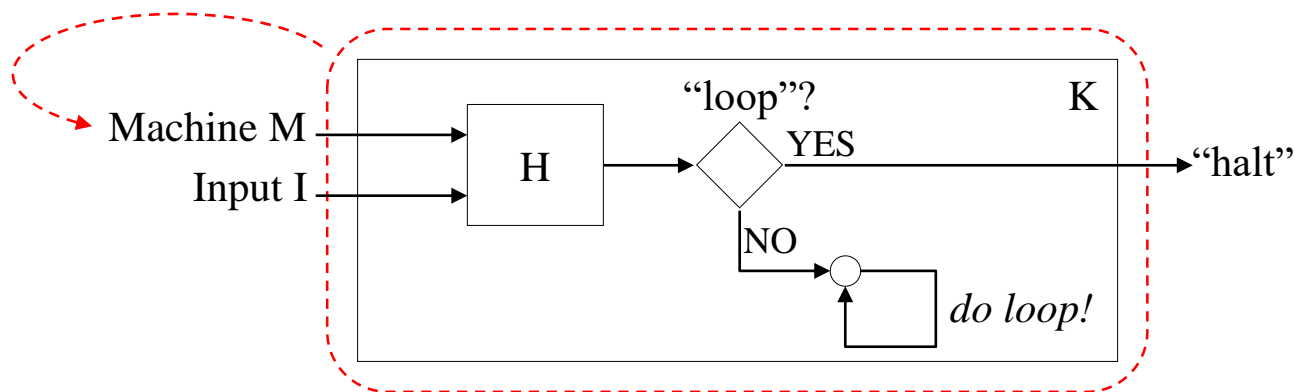 “loop”?
K
Machine M
H
YES
“halt”
Input I
NO
do loop!